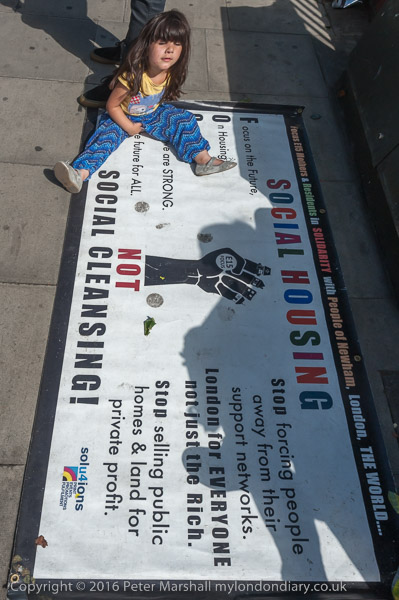 Focus E15 Mothers & Residents in SOLIDARITY with People of Newham, London, THE WORLD....
Focus on the Future,
On Housing
we are STRONG.
the future for ALL.
SOCIAL HOUSING
NOT
SOCIAL CLEANSING!
E15
Stop forcing people
away from their
support networks.
London for EVERYONE
not just the Rich.
Stop selling public
homes & land for
private profit.
solu4ions
Copyright © 2016 Peter Marshall mylondondiary.co.uk